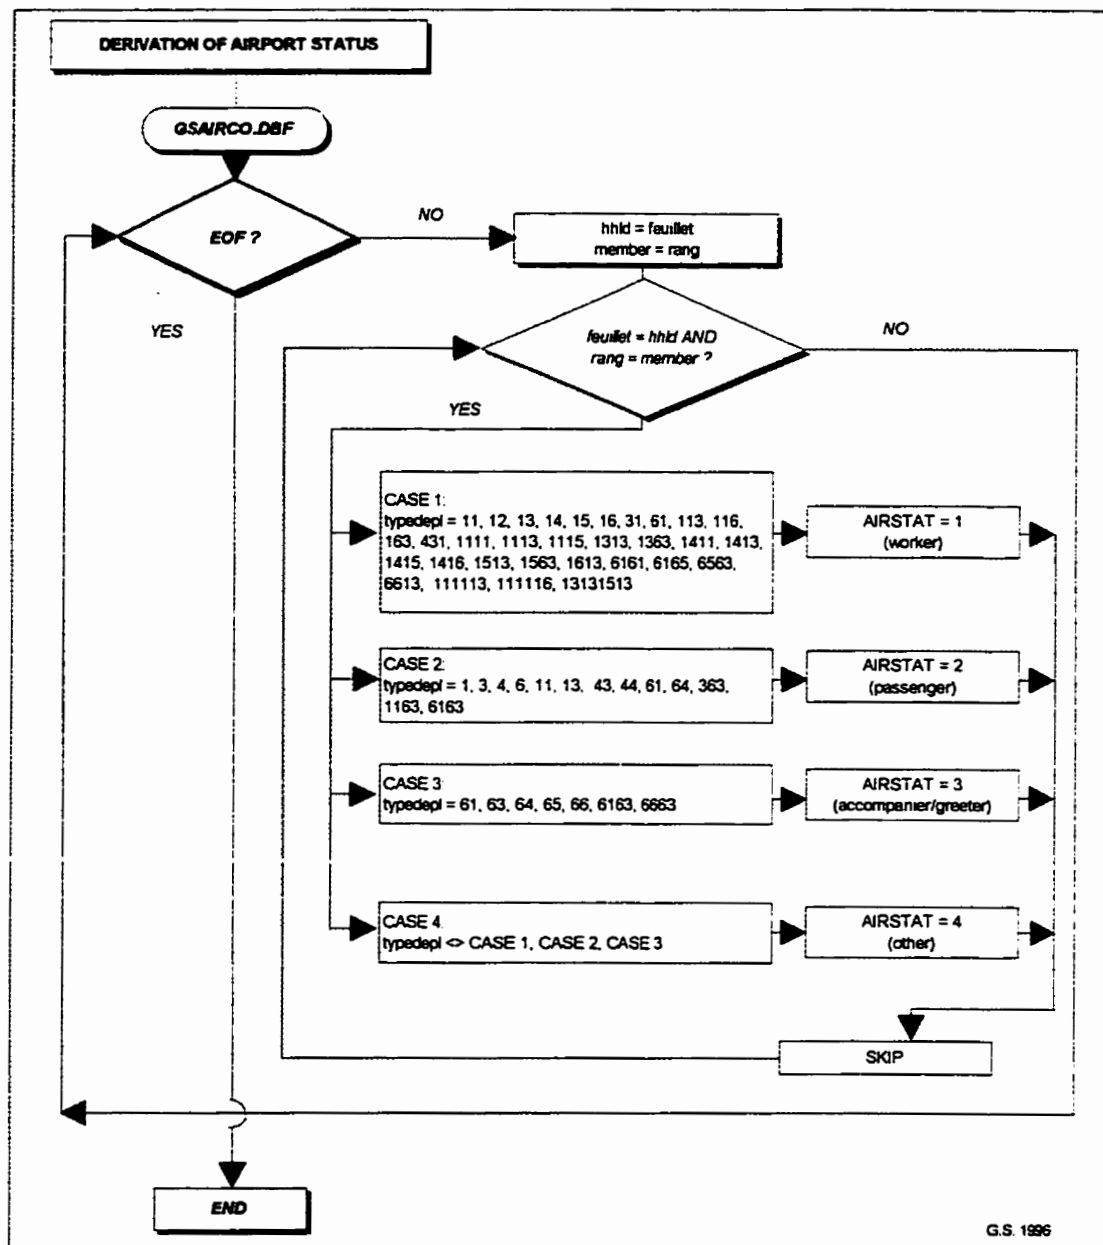 DERIVATION OF AIRPORT STATUS
GSAIRCO.DBF
EOF ?
NO
YES
hhld = feuillet
member = rang
feuillet = hhld AND
rang = member ?
NO
YES
CASE 1:
typedepl = 11, 12, 13, 14, 15, 16, 31, 61, 113, 116,
163, 431, 1111, 1113, 1115, 1313, 1363, 1411, 1413,
1415, 1416, 1513, 1563, 1613, 6161, 6165, 6563,
6613, 111113, 111116, 13131513
AIRSTAT = 1
(worker)
CASE 2:
typedepl = 1, 3, 4, 6, 11, 13, 43, 44, 61, 64, 363,
1163, 6163
AIRSTAT = 2
(passenger)
CASE 3:
typedepl = 61, 63, 64, 65, 66, 6163, 6663
AIRSTAT = 3
(accompanier/greeter)
CASE 4:
typedepl <> CASE 1, CASE 2, CASE 3
AIRSTAT = 4
(other)
SKIP
END
G.S. 1996